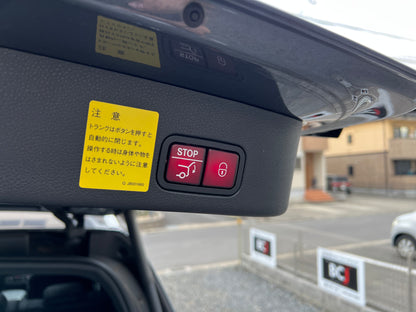 注 意
トランクはボタンを押すと
自動的に閉じます。
操作する時は身体や物を
はさまれないように注意
してください。
STOP